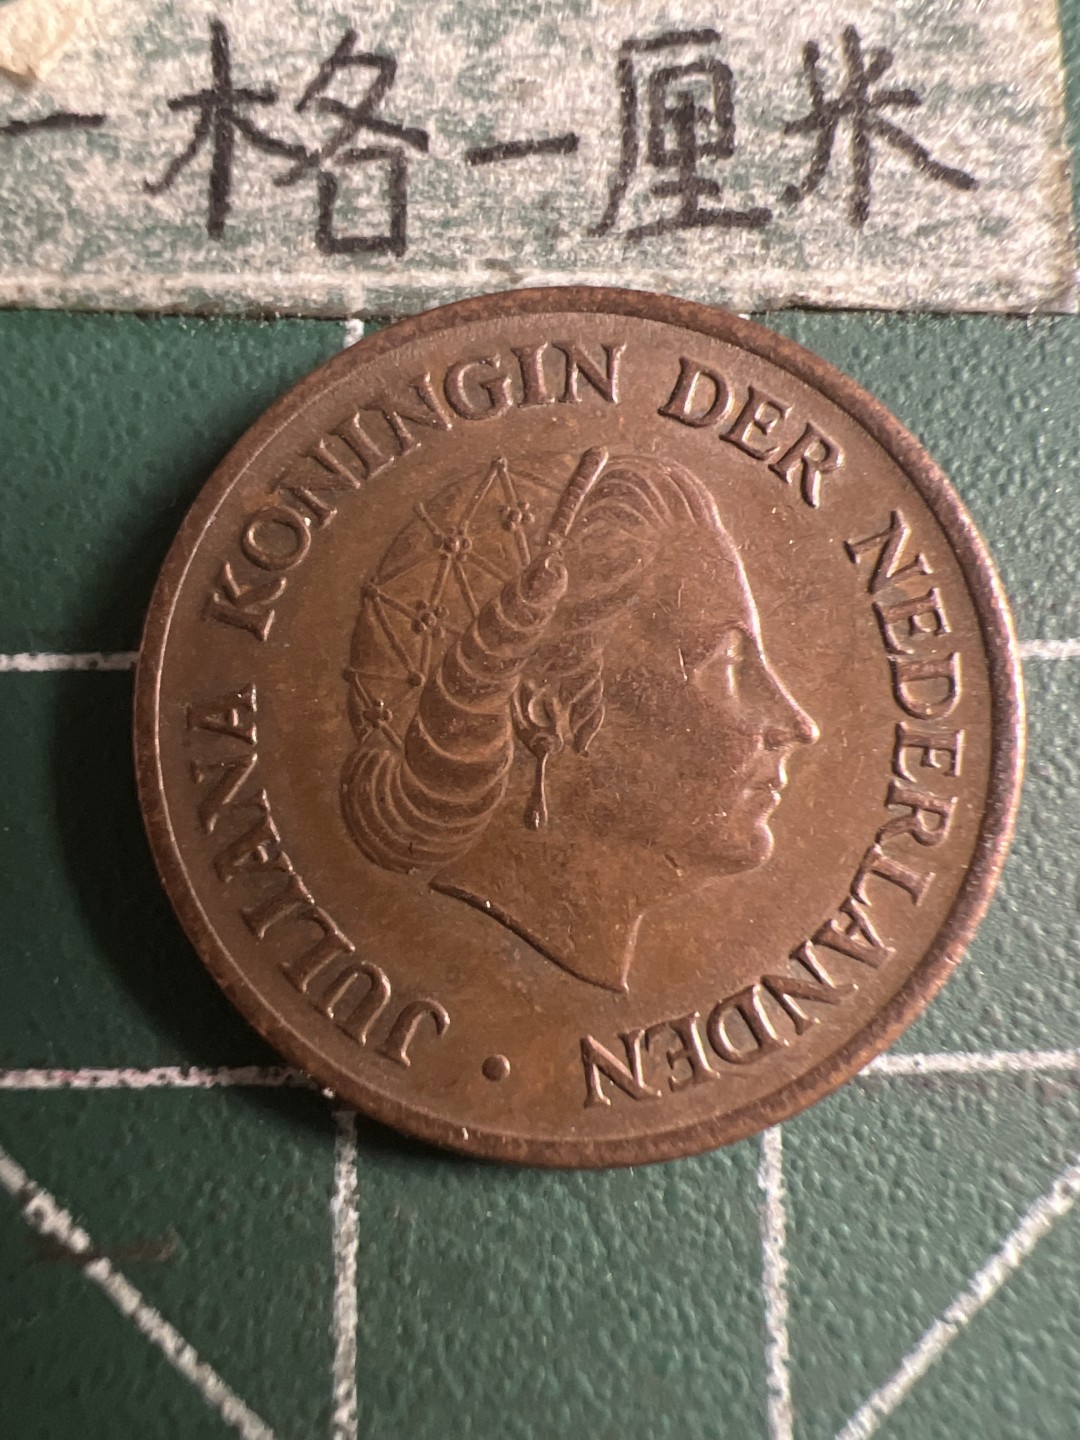 一格一厘米
JULIANA KONINGIN DER NEDERLANDEN •